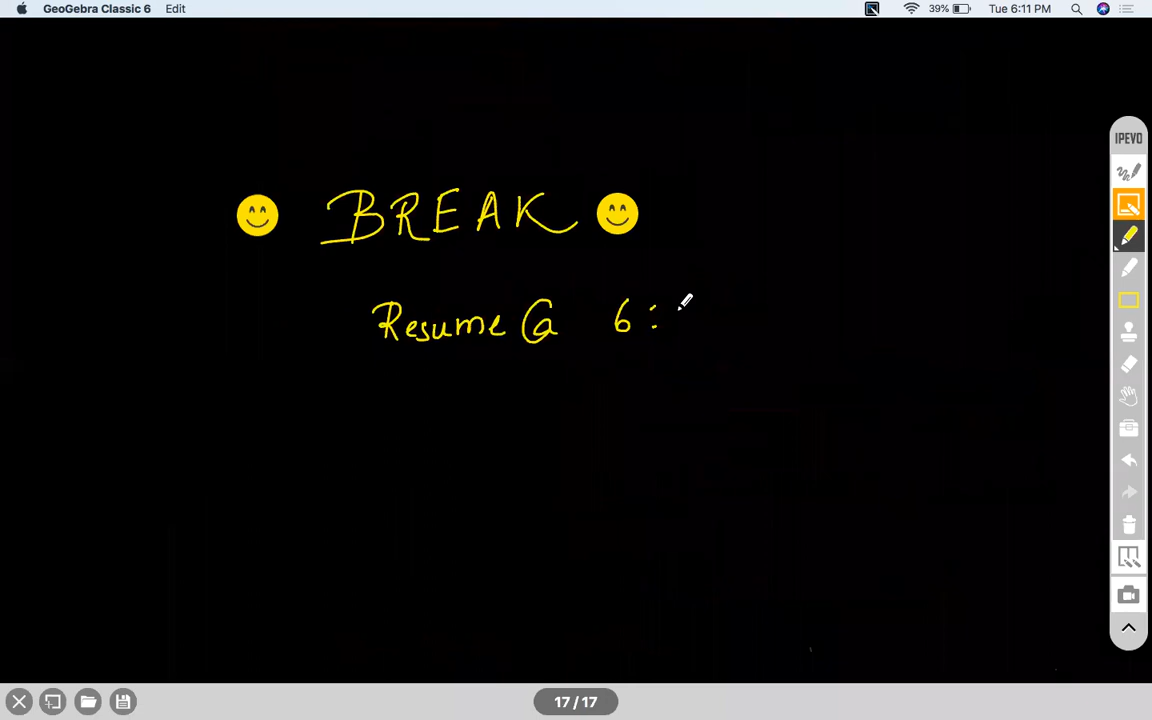 GeoGebra Classic 6 Edit 39% Tue 6:11 PM
IPEVO
BREAK
Resume @ 6:
17/17